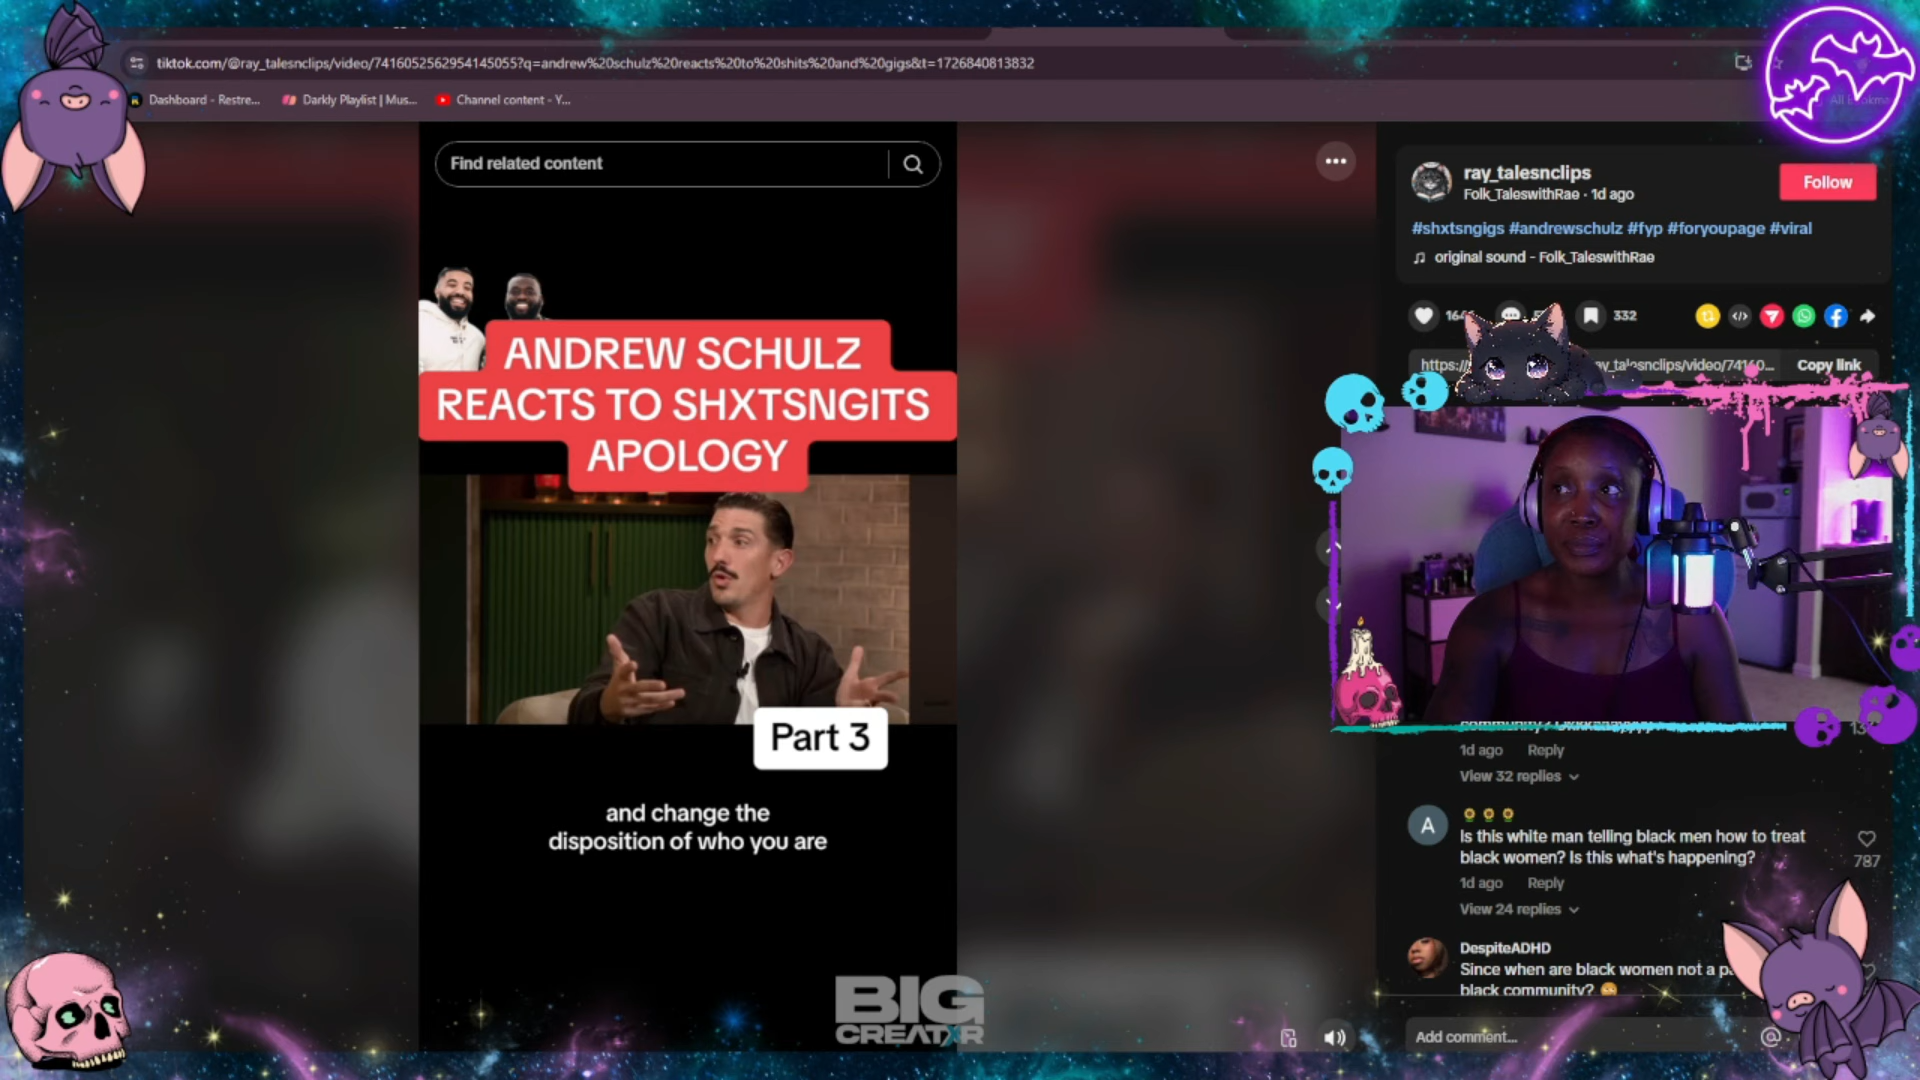 tiktok.com/@ray_talesnclips/video/7416052562954145055?q=andrew%20schulz%20reacts%20to%20shits%20and%20gigs&t=1726840813832
Dashboard - Restre...
Darkly Playlist | Mus...
Channel content - Y...
Find related content
ANDREW SCHULZ
REACTS TO SHXTSNGITS
APOLOGY
Part 3
and change the
disposition of who you are
BIG
CREATXR
ray_talesnclips
Folk_TaleswithRae · 1d ago
Follow
#shxtsngigs #andrewschulz #fyp #foryoupage #viral
original sound - Folk_TaleswithRae
332
Copy link
1d ago Reply
View 32 replies
A
Is this white man telling black men how to treat
black women? Is this what's happening?
787
1d ago Reply
View 24 replies
DespiteADHD
Since when are black women not a
black community?
Add comment...